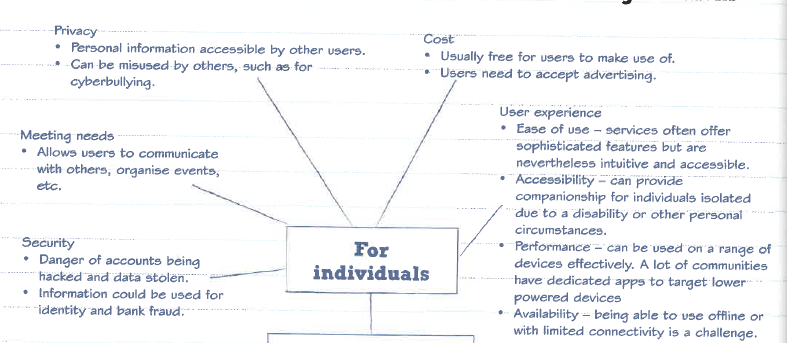 Privacy
• Personal information accessible by other users.
• Can be misused by others, such as for
cyberbullying.
Cost
• Usually free for users to make use of.
• Users need to accept advertising.
Meeting needs
• Allows users to communicate
with others, organise events,
etc.
User experience
• Ease of use – services often offer
sophisticated features but are
nevertheless intuitive and accessible.
• Accessibility – can provide
companionship for individuals isolated
due to a disability or other personal
circumstances.
• Performance – can be used on a range of
devices effectively. A lot of communities
have dedicated apps to target lower
powered devices
• Availability – being able to use offline or
with limited connectivity is a challenge.
Security
• Danger of accounts being
hacked and data stolen.
• Information could be used for
identity and bank fraud.
For
individuals